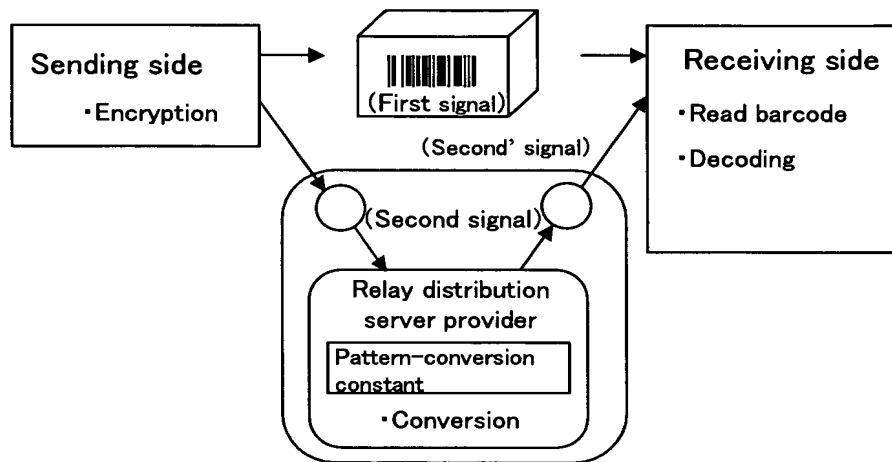 Sending side
・Encryption
(First signal)
Receiving side
・Read barcode
・Decoding
(Second' signal)
(Second signal)
Relay distribution
server provider
Pattern-conversion
constant
・Conversion